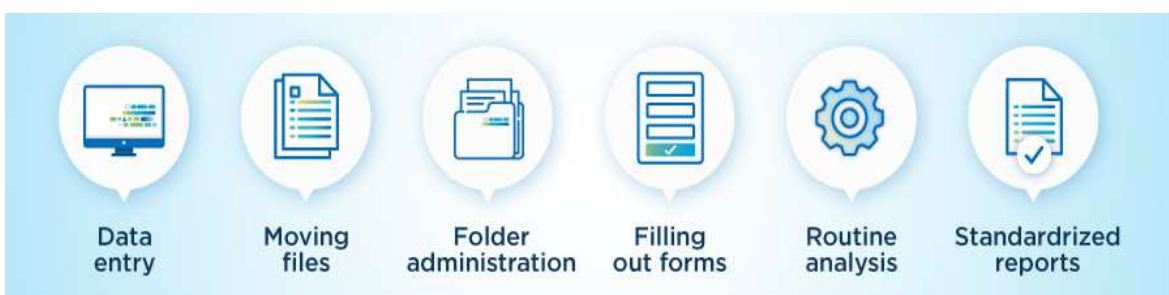 Data
entry
Moving
files
Folder
administration
Filling
out forms
Routine
analysis
Standardrized
reports